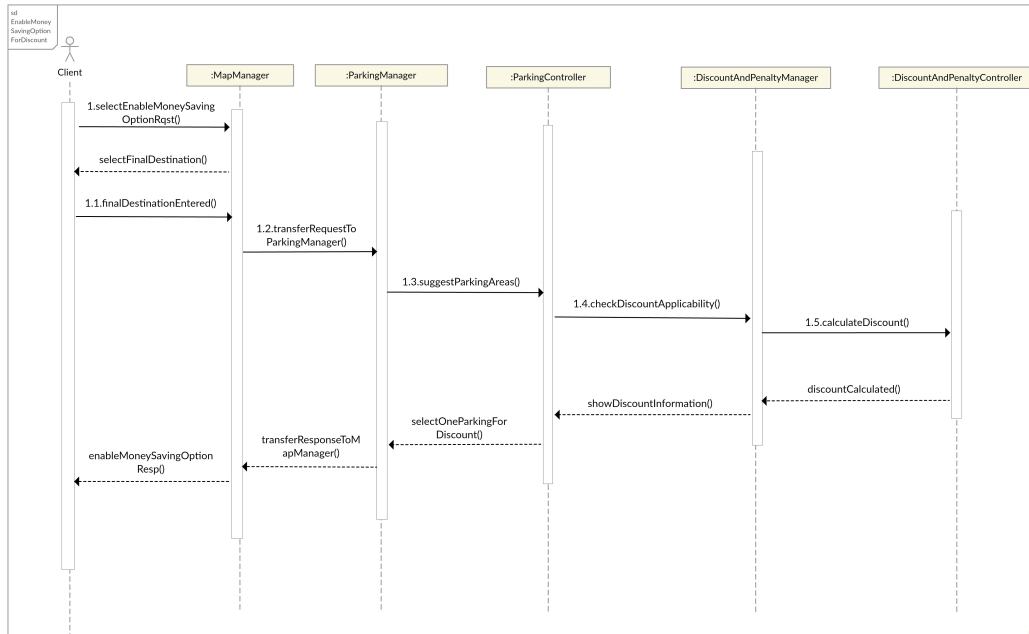 sd
EnableMoney
SavingOption
ForDiscount
Client
:MapManager
:ParkingManager
:ParkingController
:DiscountAndPenaltyManager
:DiscountAndPenaltyController
1.selectEnableMoneySaving
OptionRqst()
selectFinalDestination()
1.1.finalDestinationEntered()
1.2.transferRequestTo
ParkingManager()
1.3.suggestParkingAreas()
1.4.checkDiscountApplicability()
1.5.calculateDiscount()
discountCalculated()
showDiscountInformation()
selectOneParkingFor
Discount()
transferResponseToM
apManager()
enableMoneySavingOption
Resp()